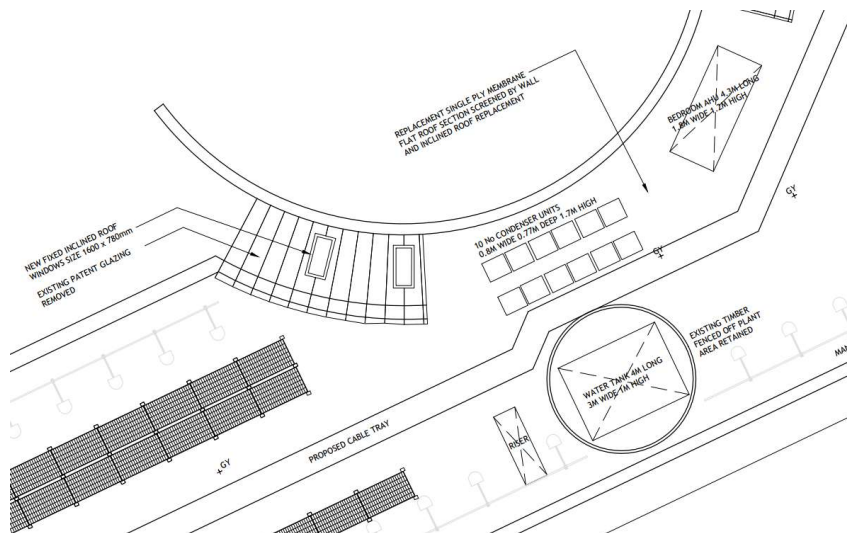 REPLACEMENT SINGLE PLY MEMBRANE
FLAT ROOF SECTION SCREENED BY WALL
AND INCLINED ROOF REPLACEMENT
BEDROOM AHU 4.3M LONG
1.8M WIDE 1.2M HIGH
GY
NEW FIXED INCLINED ROOF
WINDOWS SIZE 1600 x 780mm
EXISTING PATENT GLAZING
REMOVED
10 No CONDENSER UNITS
0.8M WIDE 0.77M DEEP 1.7M HIGH
GY
EXISTING TIMBER
FENCED OFF PLANT
AREA RETAINED
WATER TANK 4M LONG
3M WIDE 1M HIGH
MAN
PROPOSED CABLE TRAY
RISER
GY